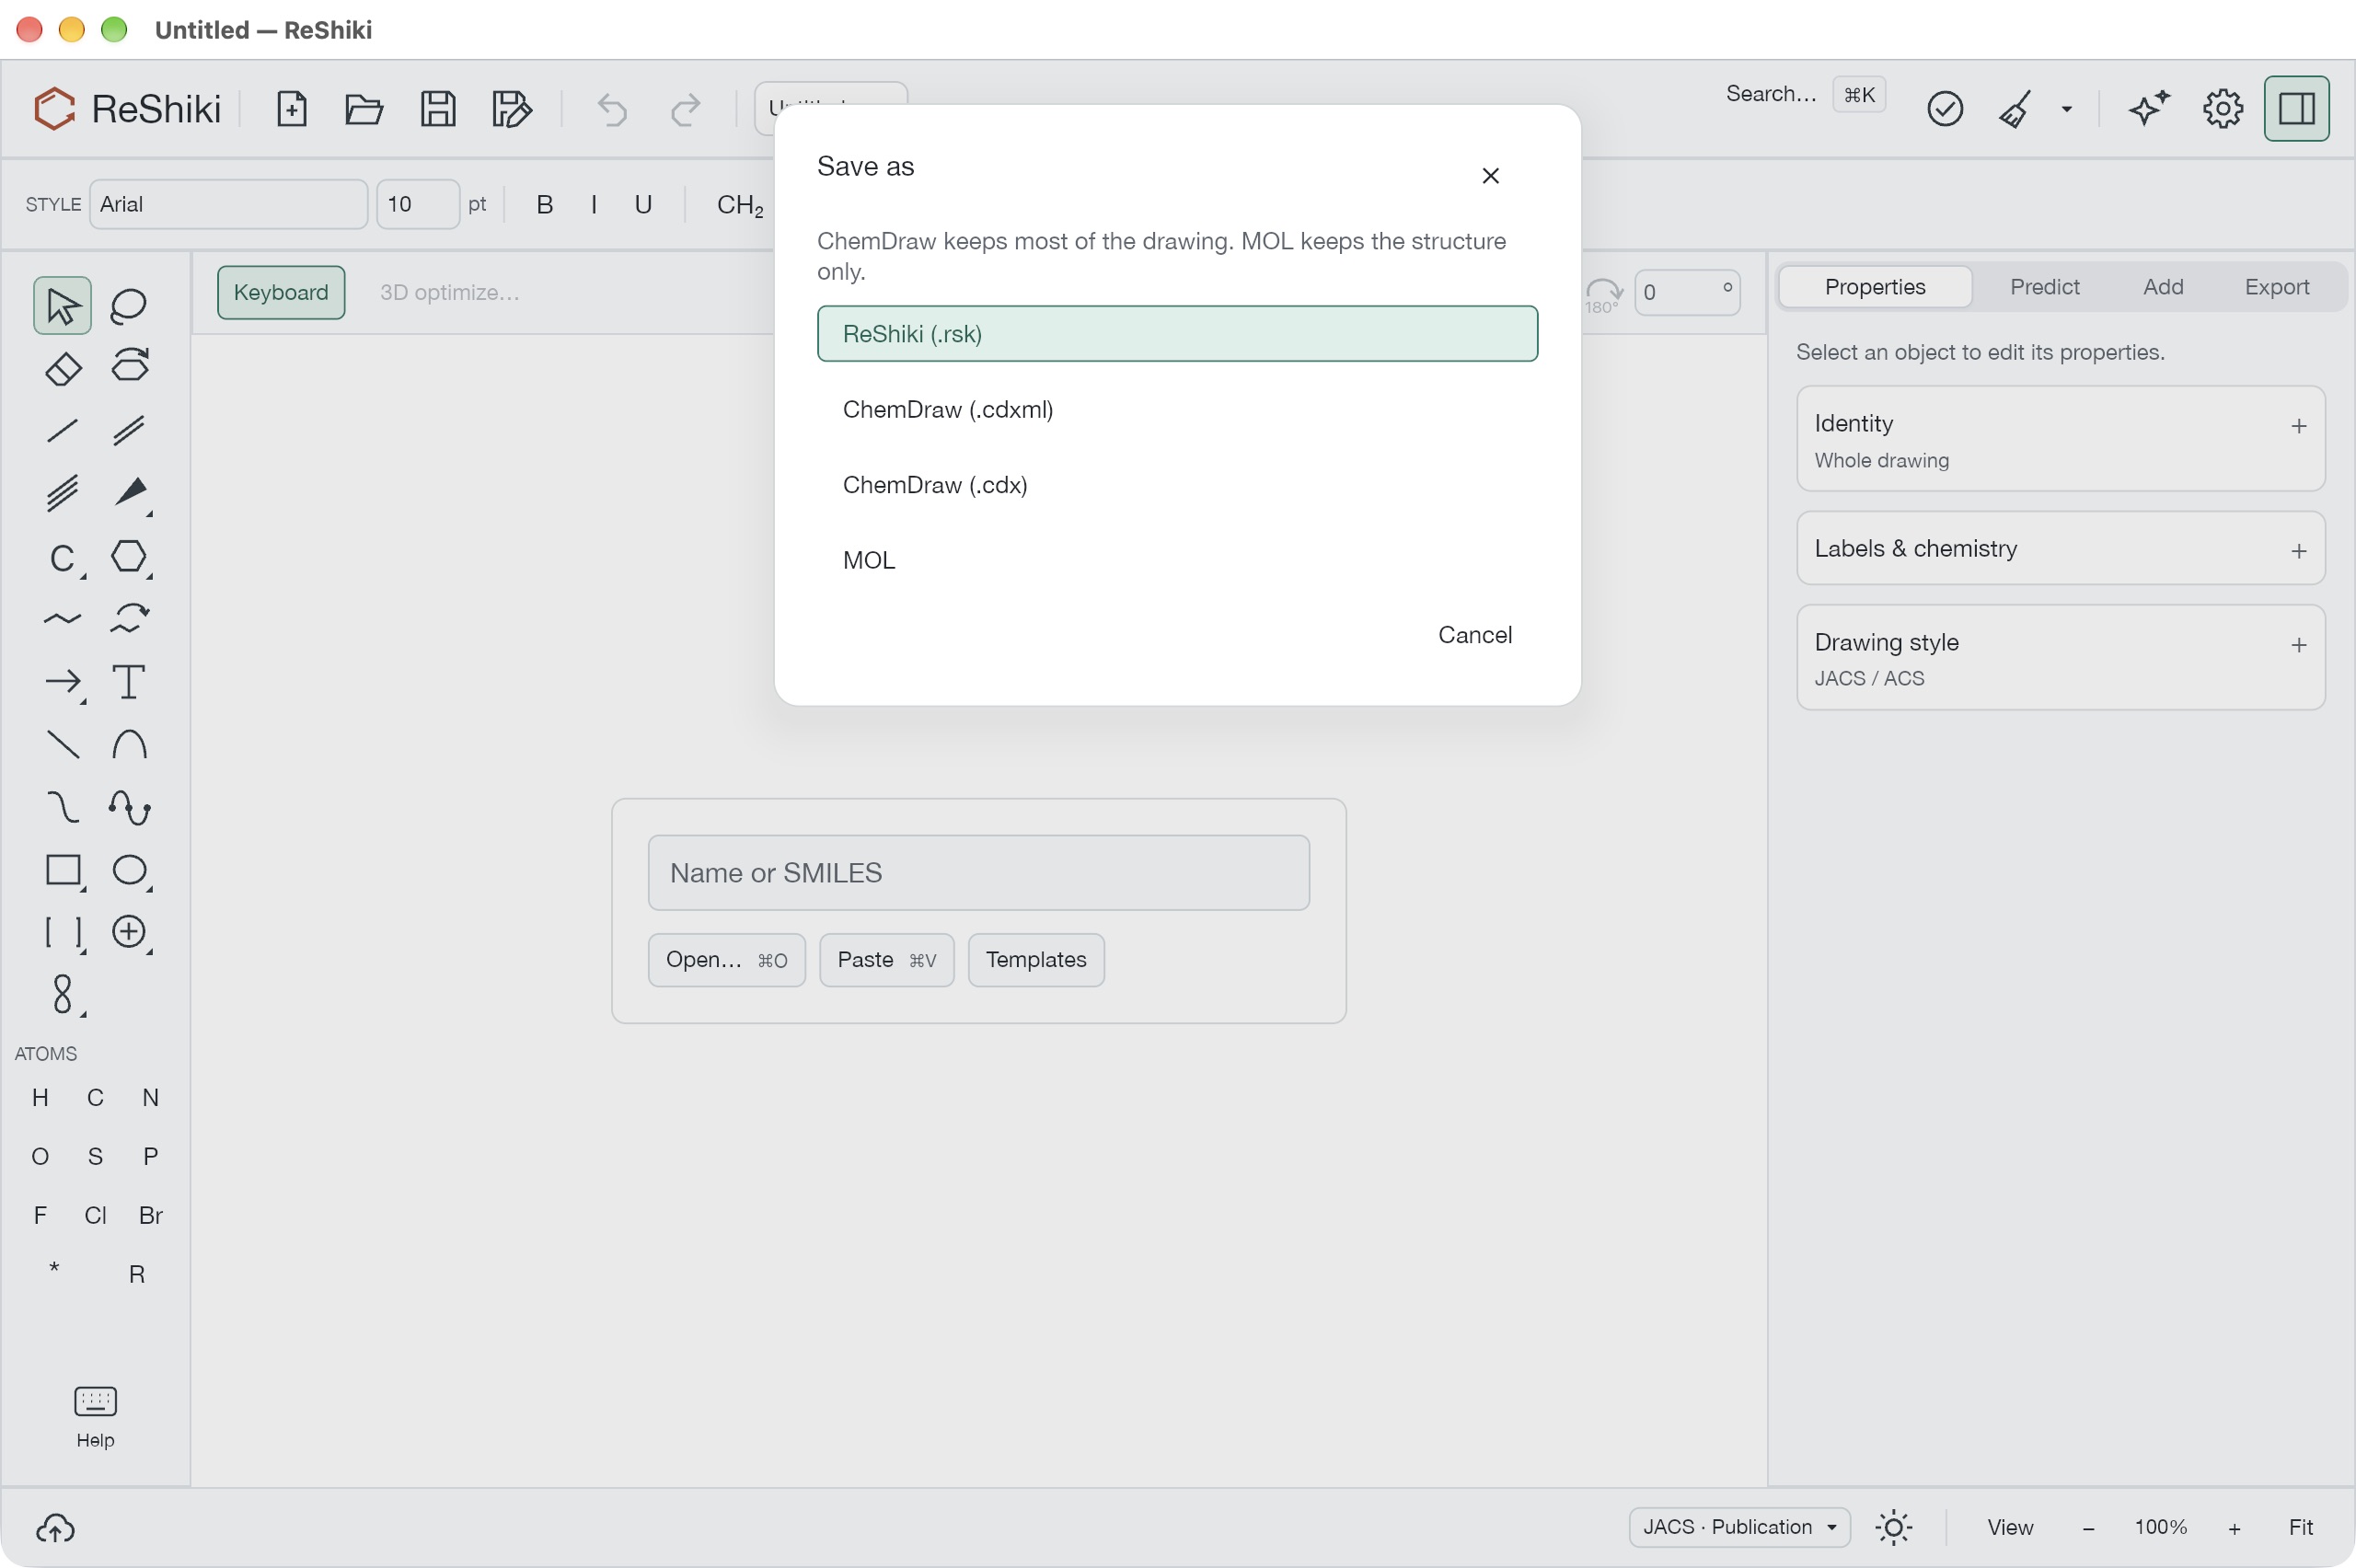 Untitled — ReShiki
ReShiki
Search... ⌘K
STYLE Arial 10 pt B I U CH₂
Save as
ChemDraw keeps most of the drawing. MOL keeps the structure
only.
ReShiki (.rsk)
ChemDraw (.cdxml)
ChemDraw (.cdx)
MOL
Cancel
Keyboard 3D optimize...
180° 0 °
Properties Predict Add Export
Select an object to edit its properties.
Identity +
Whole drawing
Labels & chemistry +
Drawing style +
JACS / ACS
C
T
[ ]
Name or SMILES
Open... ⌘O Paste ⌘V Templates
ATOMS
H C N
O S P
F Cl Br
* R
Help
JACS · Publication View – 100% + Fit